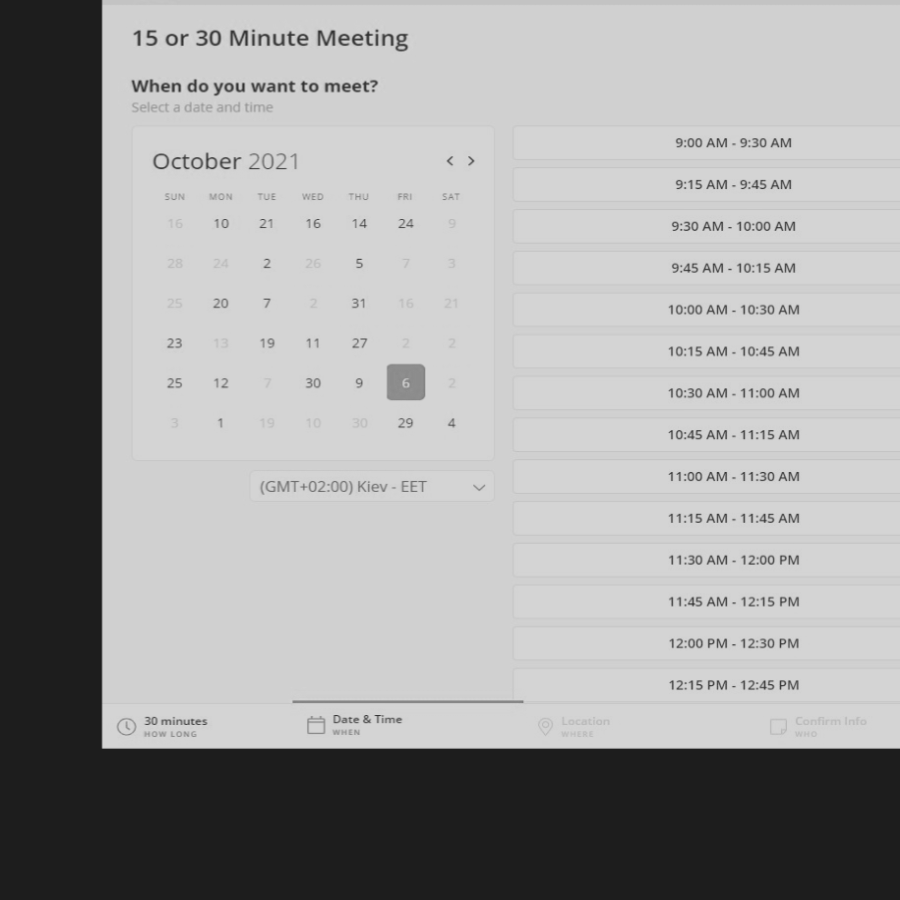 15 or 30 Minute Meeting
When do you want to meet?
Select a date and time
October 2021
SUN MON TUE WED THU FRI SAT
16 10 21 16 14 24 9
28 24 2 26 5 7 3
25 20 7 2 31 16 21
23 13 19 11 27 2 2
25 12 7 30 9 6 2
3 1 19 10 30 29 4
(GMT+02:00) Kiev - EET
9:00 AM - 9:30 AM
9:15 AM - 9:45 AM
9:30 AM - 10:00 AM
9:45 AM - 10:15 AM
10:00 AM - 10:30 AM
10:15 AM - 10:45 AM
10:30 AM - 11:00 AM
10:45 AM - 11:15 AM
11:00 AM - 11:30 AM
11:15 AM - 11:45 AM
11:30 AM - 12:00 PM
11:45 AM - 12:15 PM
12:00 PM - 12:30 PM
12:15 PM - 12:45 PM
30 minutes
HOW LONG
Date & Time
WHEN
Location
WHERE
Confirm Info
WHO